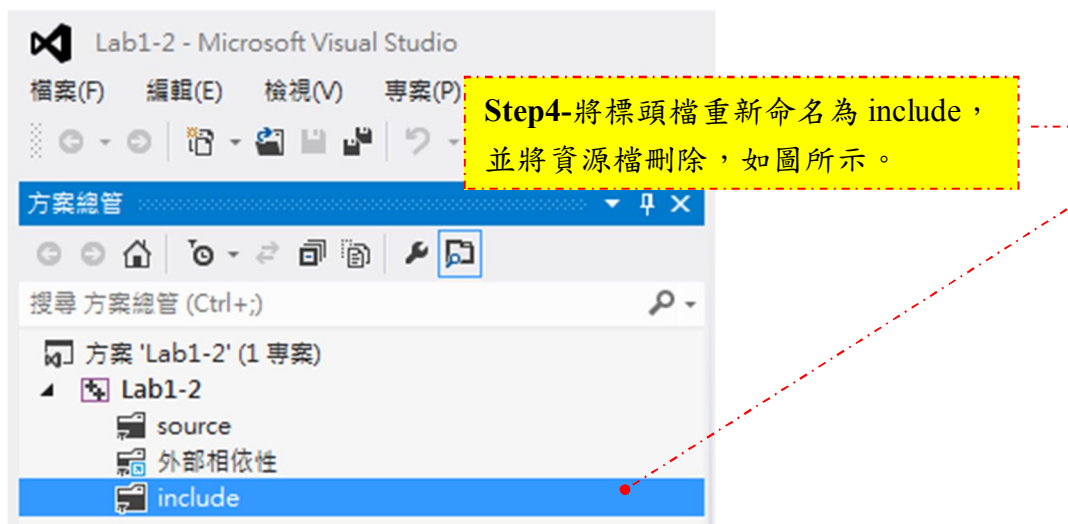 Lab1-2 - Microsoft Visual Studio
檔案(F) 編輯(E) 檢視(V) 專案(P)
Step4-將標頭檔重新命名為 include，
並將資源檔刪除，如圖所示。
方案總管
搜尋 方案總管 (Ctrl+;)
方案 'Lab1-2' (1 專案)
Lab1-2
source
外部相依性
include